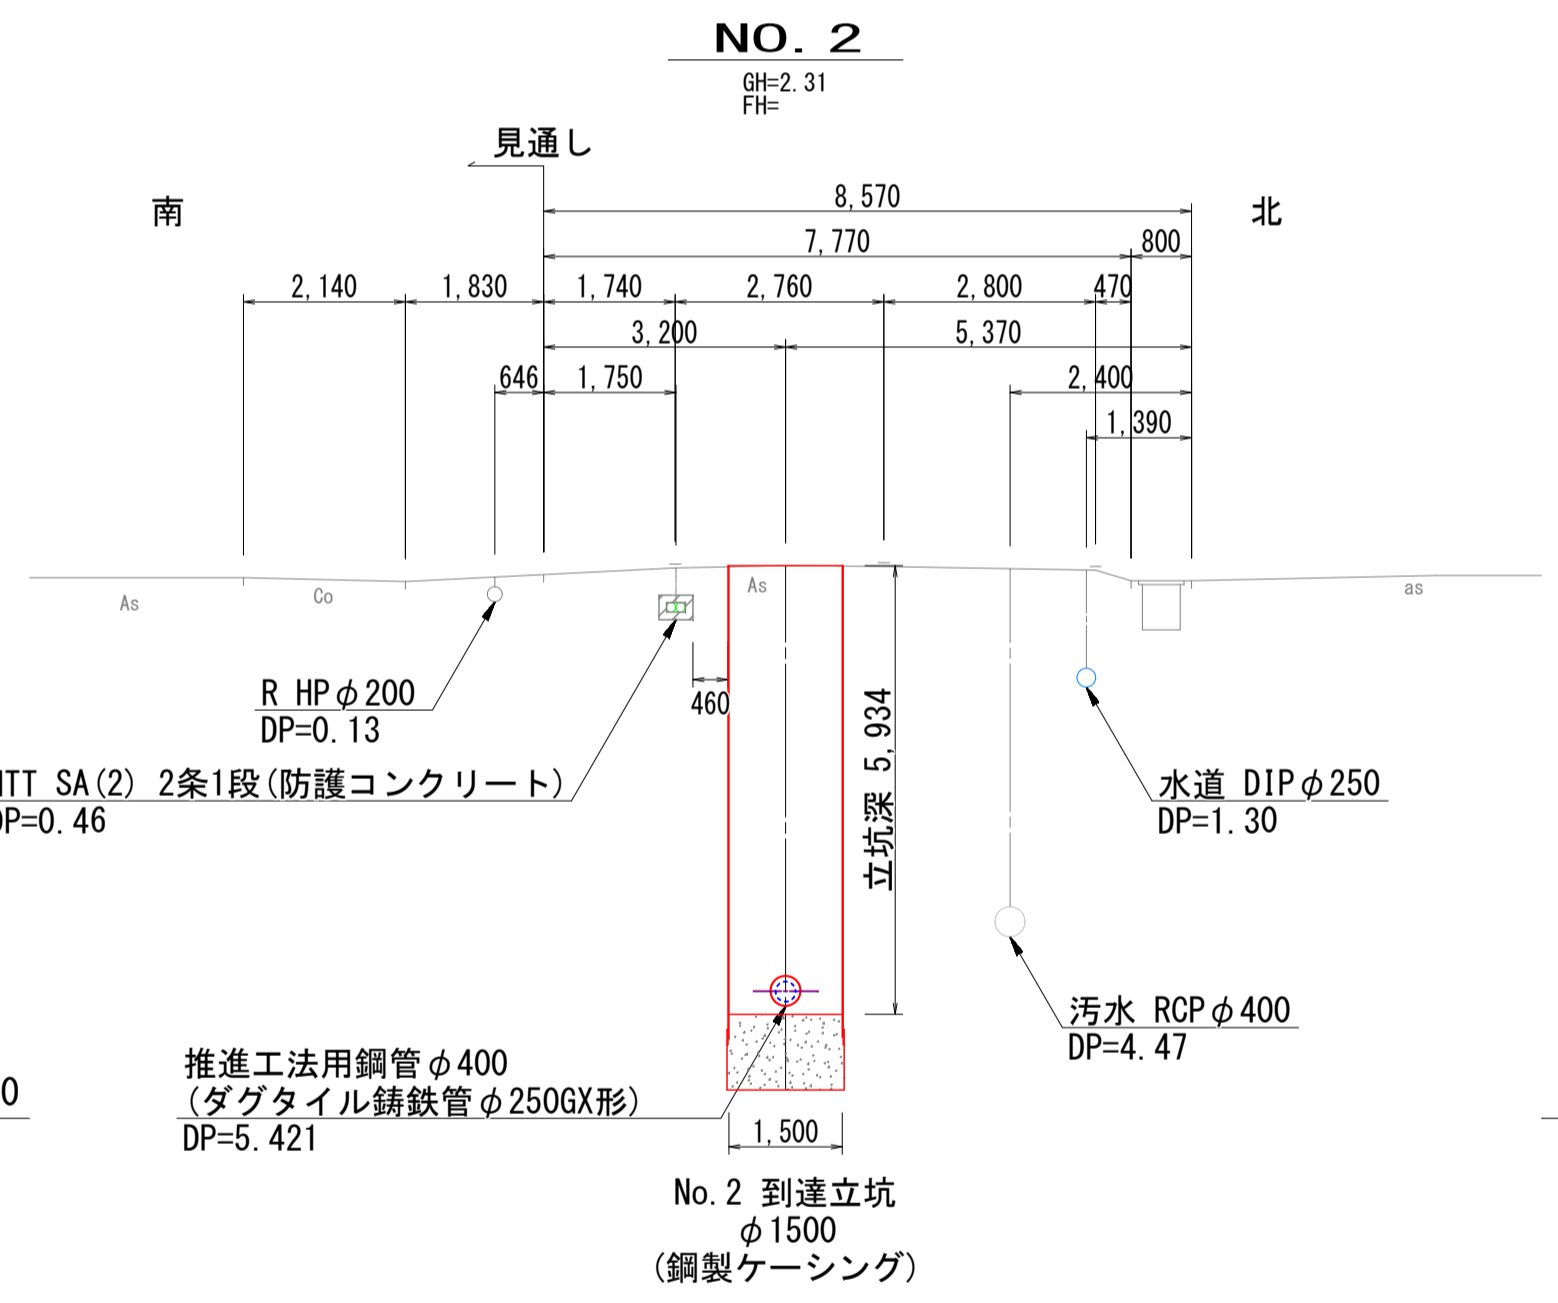 NO. 2
GH=2.31
FH=
見通し
南
北
8,570
7,770
800
2,140
1,830
1,740
2,760
2,800
470
3,200
5,370
646
1,750
2,400
1,390
As
Co
As
as
R HPφ200
DP=0.13
460
立坑深 5,934
NTT SA(2) 2条1段(防護コンクリート)
DP=0.46
水道 DIPφ250
DP=1.30
汚水 RCPφ400
DP=4.47
推進工法用鋼管φ400
(ダグタイル鋳鉄管φ250GX形)
DP=5.421
0
1,500
No.2 到達立坑
φ1500
(鋼製ケーシング)